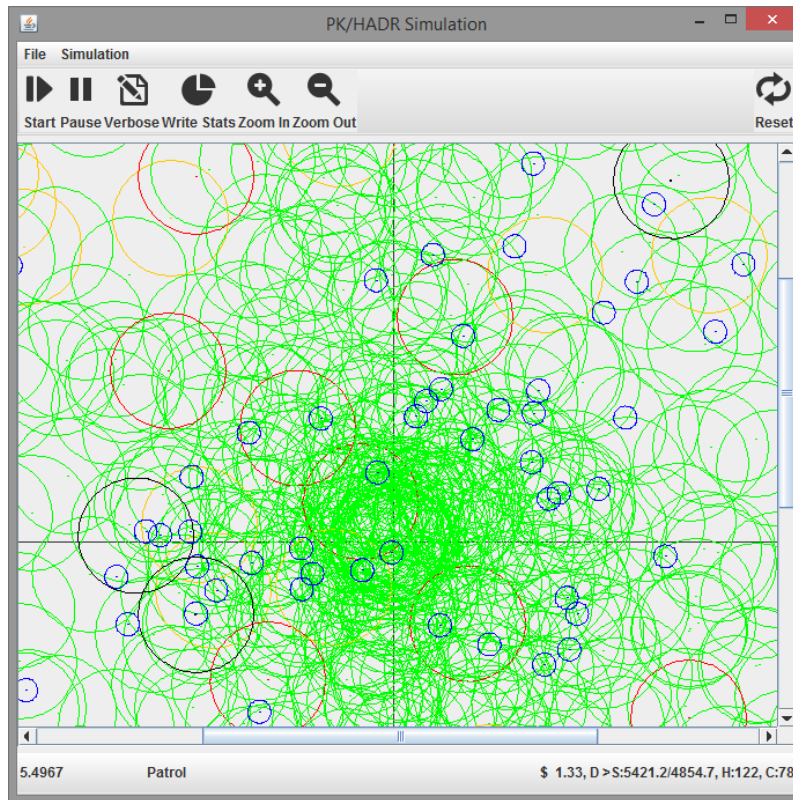 PK/HADR Simulation
File Simulation
Start Pause Verbose Write Stats Zoom In Zoom Out Reset
5.4967 Patrol $ 1.33, D >S:5421.2/4854.7, H:122, C:78